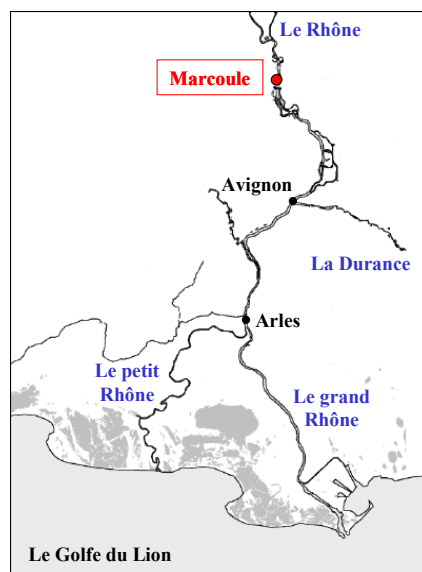 Le Rhône
Marcoule
Avignon
La Durance
Arles
Le petit
Rhône
Le grand
Rhône
Le Golfe du Lion